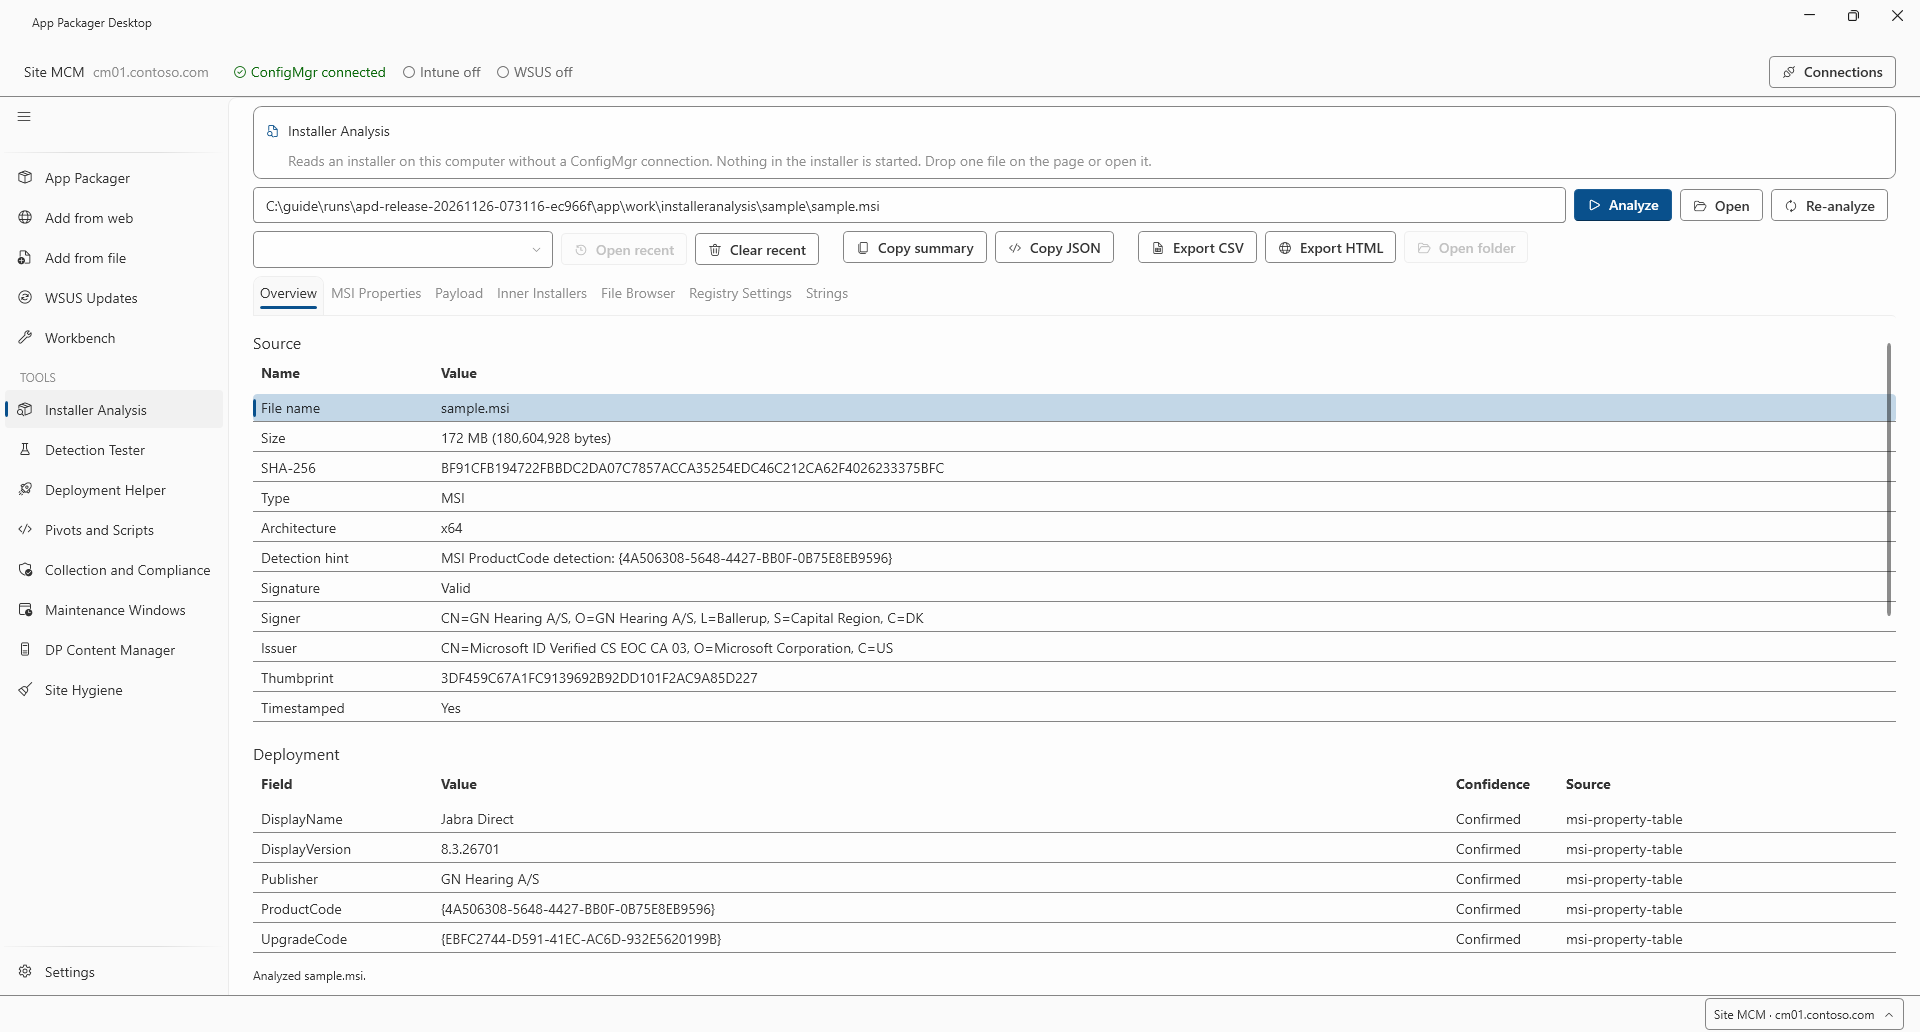 App Packager Desktop
Site MCM cm01.contoso.com ConfigMgr connected Intune off WSUS off Connections
Installer Analysis
Reads an installer on this computer without a ConfigMgr connection. Nothing in the installer is started. Drop one file on the page or open it.
C:\guide\runs\apd-release-20261126-073116-ec966f\app\work\installeranalysis\sample\sample.msi Analyze Open Re-analyze
Open recent Clear recent Copy summary Copy JSON Export CSV Export HTML Open folder
Overview MSI Properties Payload Inner Installers File Browser Registry Settings Strings
App Packager
Add from web
Add from file
WSUS Updates
Workbench
TOOLS
Installer Analysis
Detection Tester
Deployment Helper
Pivots and Scripts
Collection and Compliance
Maintenance Windows
DP Content Manager
Site Hygiene
Settings
Source
Name Value
File name sample.msi
Size 172 MB (180,604,928 bytes)
SHA-256 BF91CFB194722FBBDC2DA07C7857ACCA35254EDC46C212CA62F4026233375BFC
Type MSI
Architecture x64
Detection hint MSI ProductCode detection: {4A506308-5648-4427-BB0F-0B75E8EB9596}
Signature Valid
Signer CN=GN Hearing A/S, O=GN Hearing A/S, L=Ballerup, S=Capital Region, C=DK
Issuer CN=Microsoft ID Verified CS EOC CA 03, O=Microsoft Corporation, C=US
Thumbprint 3DF459C67A1FC9139692B92DD101F2AC9A85D227
Timestamped Yes
Deployment
Field Value Confidence Source
DisplayName Jabra Direct Confirmed msi-property-table
DisplayVersion 8.3.26701 Confirmed msi-property-table
Publisher GN Hearing A/S Confirmed msi-property-table
ProductCode {4A506308-5648-4427-BB0F-0B75E8EB9596} Confirmed msi-property-table
UpgradeCode {EBFC2744-D591-41EC-AC6D-932E5620199B} Confirmed msi-property-table
Analyzed sample.msi.
Site MCM · cm01.contoso.com